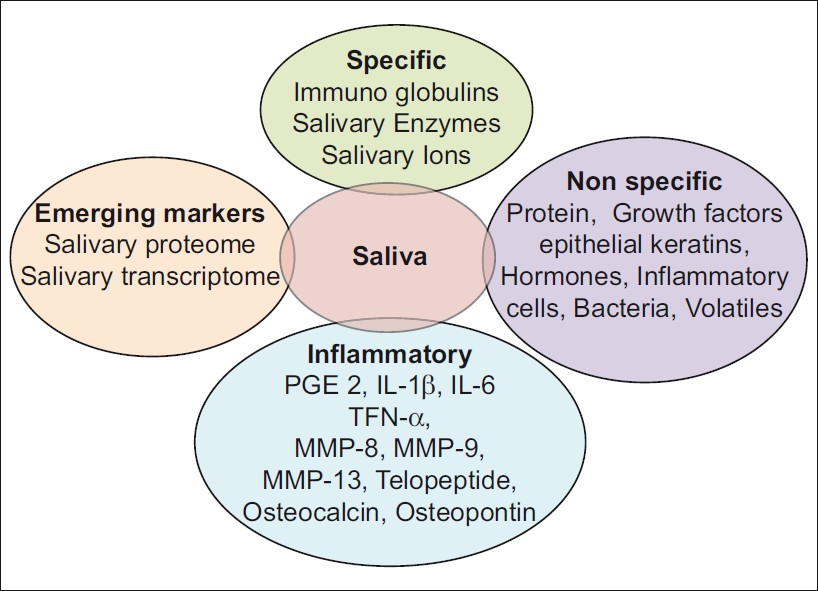 Specific
Immuno globulins
Salivary Enzymes
Salivary Ions
Emerging markers
Salivary proteome
Salivary transcriptome
Saliva
Non specific
Protein, Growth factors
epithelial keratins,
Hormones, Inflammatory
cells, Bacteria, Volatiles
Inflammatory
PGE 2, IL-1β, IL-6
TFN-α,
MMP-8, MMP-9,
MMP-13, Telopeptide,
Osteocalcin, Osteopontin